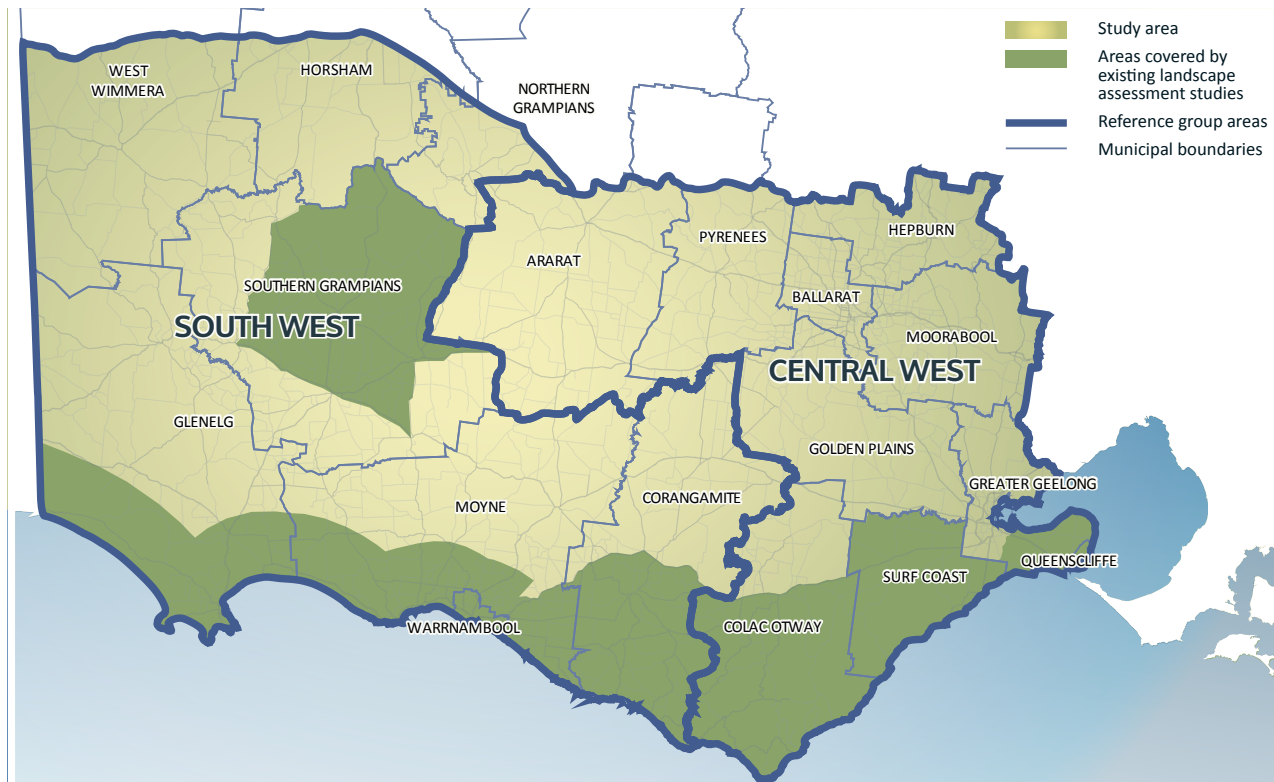 Study area
Areas covered by
existing landscape
assessment studies
Reference group areas
Municipal boundaries
WEST
WIMMERA
HORSHAM
NORTHERN
GRAMPIANS
HEPBURN
PYRENEES
ARARAT
SOUTHERN GRAMPIANS
BALLARAT
SOUTH WEST
MOORABOOL
CENTRAL WEST
GLENELG
GOLDEN PLAINS
GREATER GEELONG
CORANGAMITE
MOYNE
QUEENSCLIFFE
SURF COAST
WARRNAMBOOL
COLAC OTWAY